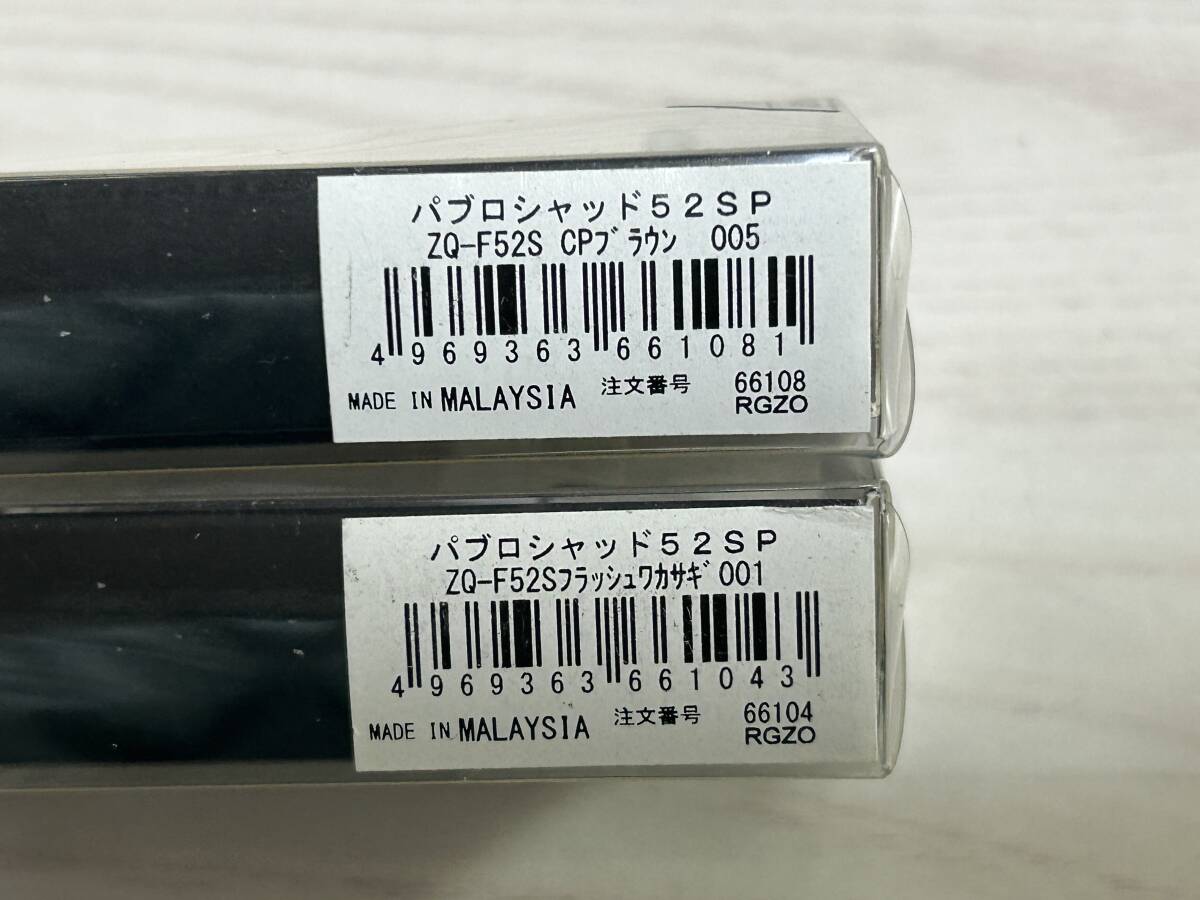 パブロシャッド５２ＳＰ
ZQ-F52S CPﾌﾞﾗｳﾝ 005
4 969363 661081
MADE IN MALAYSIA 注文番号 66108
RGZO
パブロシャッド５２ＳＰ
ZQ-F52Sﾌﾗｯｼｭﾜｶｻｷﾞ001
4 969363 661043
MADE IN MALAYSIA 注文番号 66104
RGZO